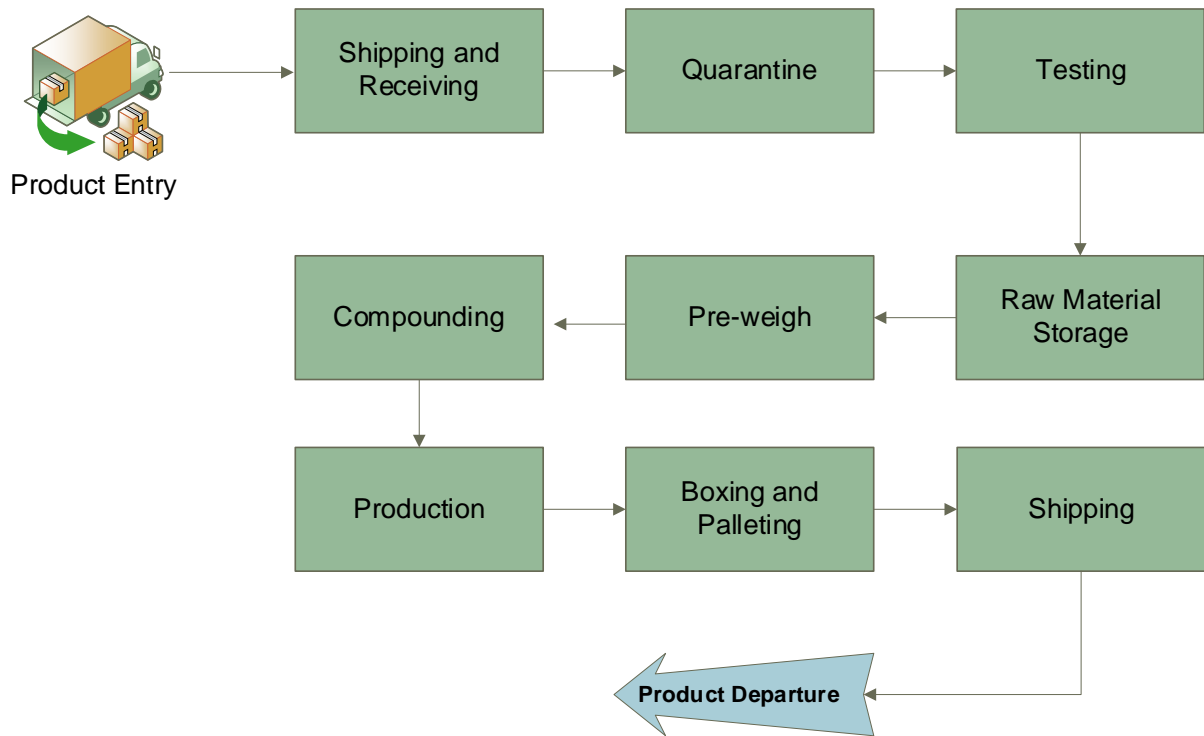 Product Entry
Shipping and
Receiving
Quarantine
Testing
Compounding
Pre-weigh
Raw Material
Storage
Production
Boxing and
Palleting
Shipping
Product Departure